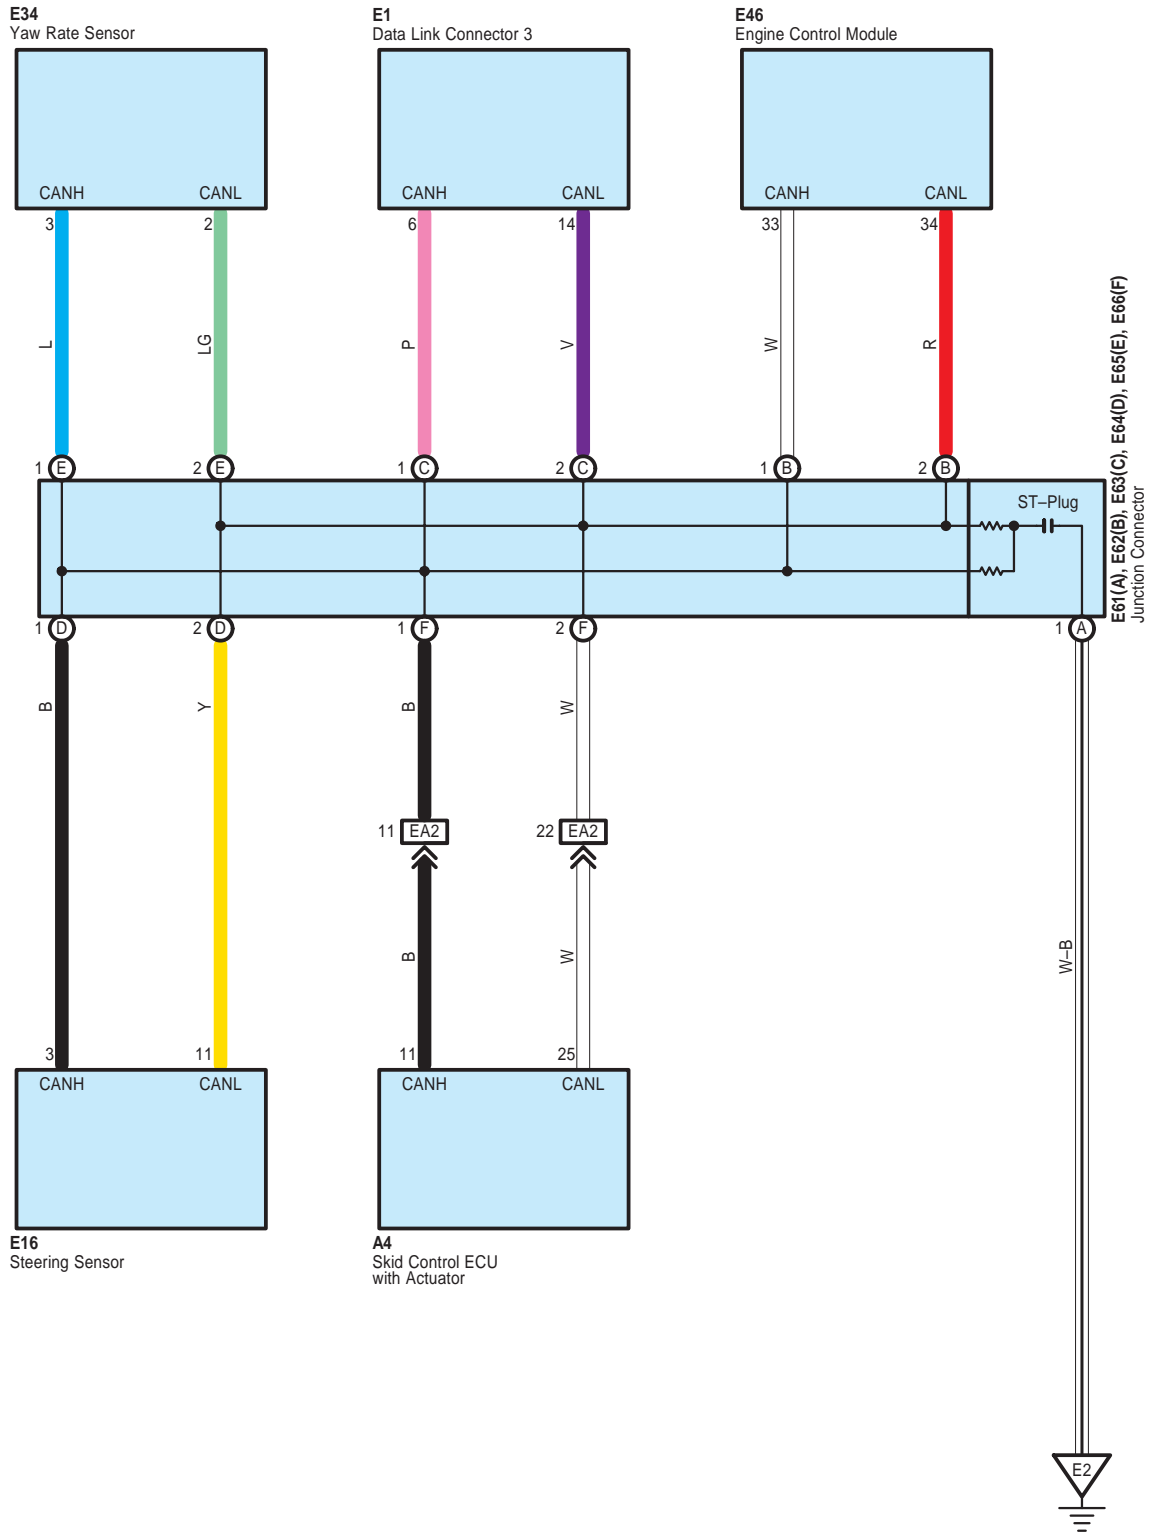 E34
Yaw Rate Sensor
E1
Data Link Connector 3
E46
Engine Control Module
CANH CANL
CANH CANL
CANH CANL
3 2
6 14
33 34
L LG
P V
W R
1 E 2 E
1 C 2 C
1 B 2 B
ST–Plug
E61(A), E62(B), E63(C), E64(D), E65(E), E66(F)
Junction Connector
1 D 2 D
1 F 2 F
1 A
B Y
B W
11 EA2
22 EA2
B W
W–B
3 11
11 25
CANH CANL
CANH CANL
E16
Steering Sensor
A4
Skid Control ECU
with Actuator
E2